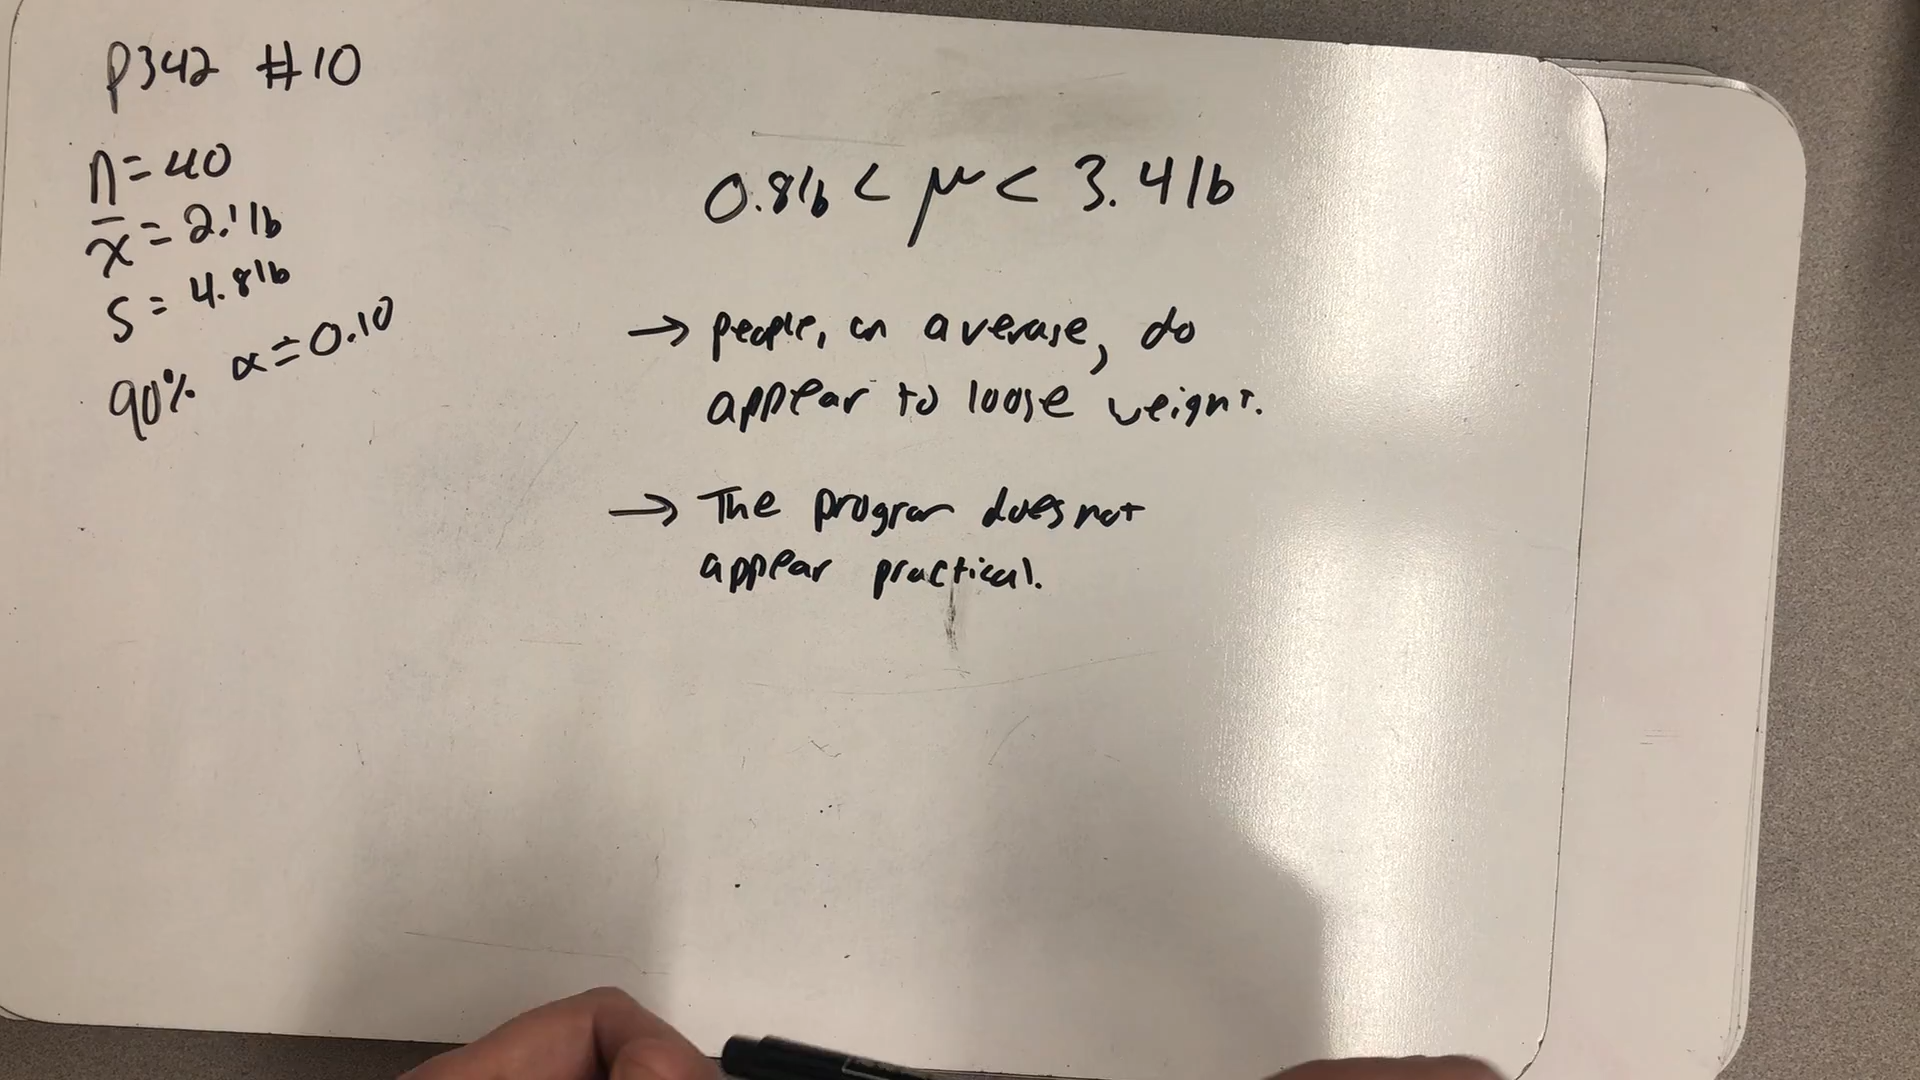 p342 #10
n=40
x̄=2.1lb
s=4.8lb
90% α=0.10
0.8lb < μ < 3.4lb
→ people, on average, do
appear to loose weight.
→ The program does not
appear practical.